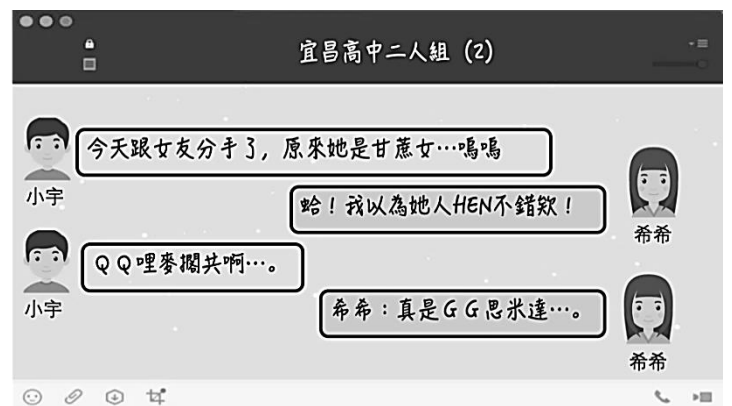 宜昌高中二人組 (2)
今天跟女友分手了，原來她是甘蔗女…嗚嗚
小宇
蛤！我以為她人HEN不錯欸！
希希
ＱＱ哩麥擱共啊…。
小宇
希希：真是ＧＧ思米達…。
希希